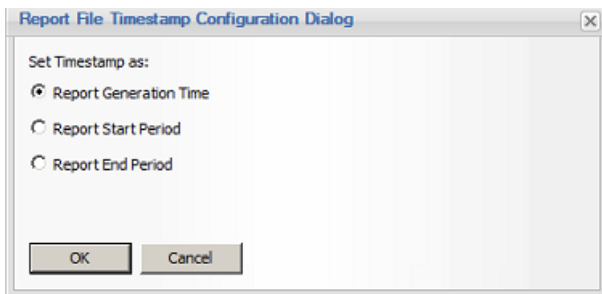 Report File Timestamp Configuration Dialog
Set Timestamp as:
Report Generation Time
Report Start Period
Report End Period
OK Cancel